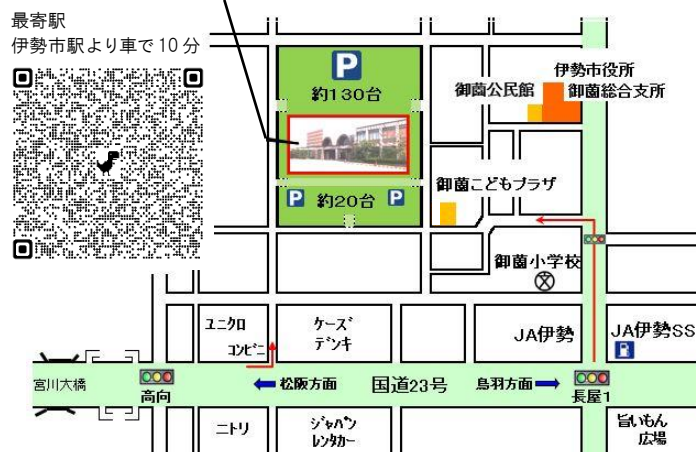 最寄駅
伊勢市駅より車で10分
P
約130台
P 約20台 P
御薗公民館
伊勢市役所
御薗総合支所
御薗こどもプラザ
御薗小学校
文
ユニクロ
コンビニ
ケーズ
デンキ
JA伊勢
JA伊勢SS
宮川大橋
高向
松阪方面
国道23号
鳥羽方面
長屋1
ニトリ
ジャパン
レンタカー
旨いもん
広場